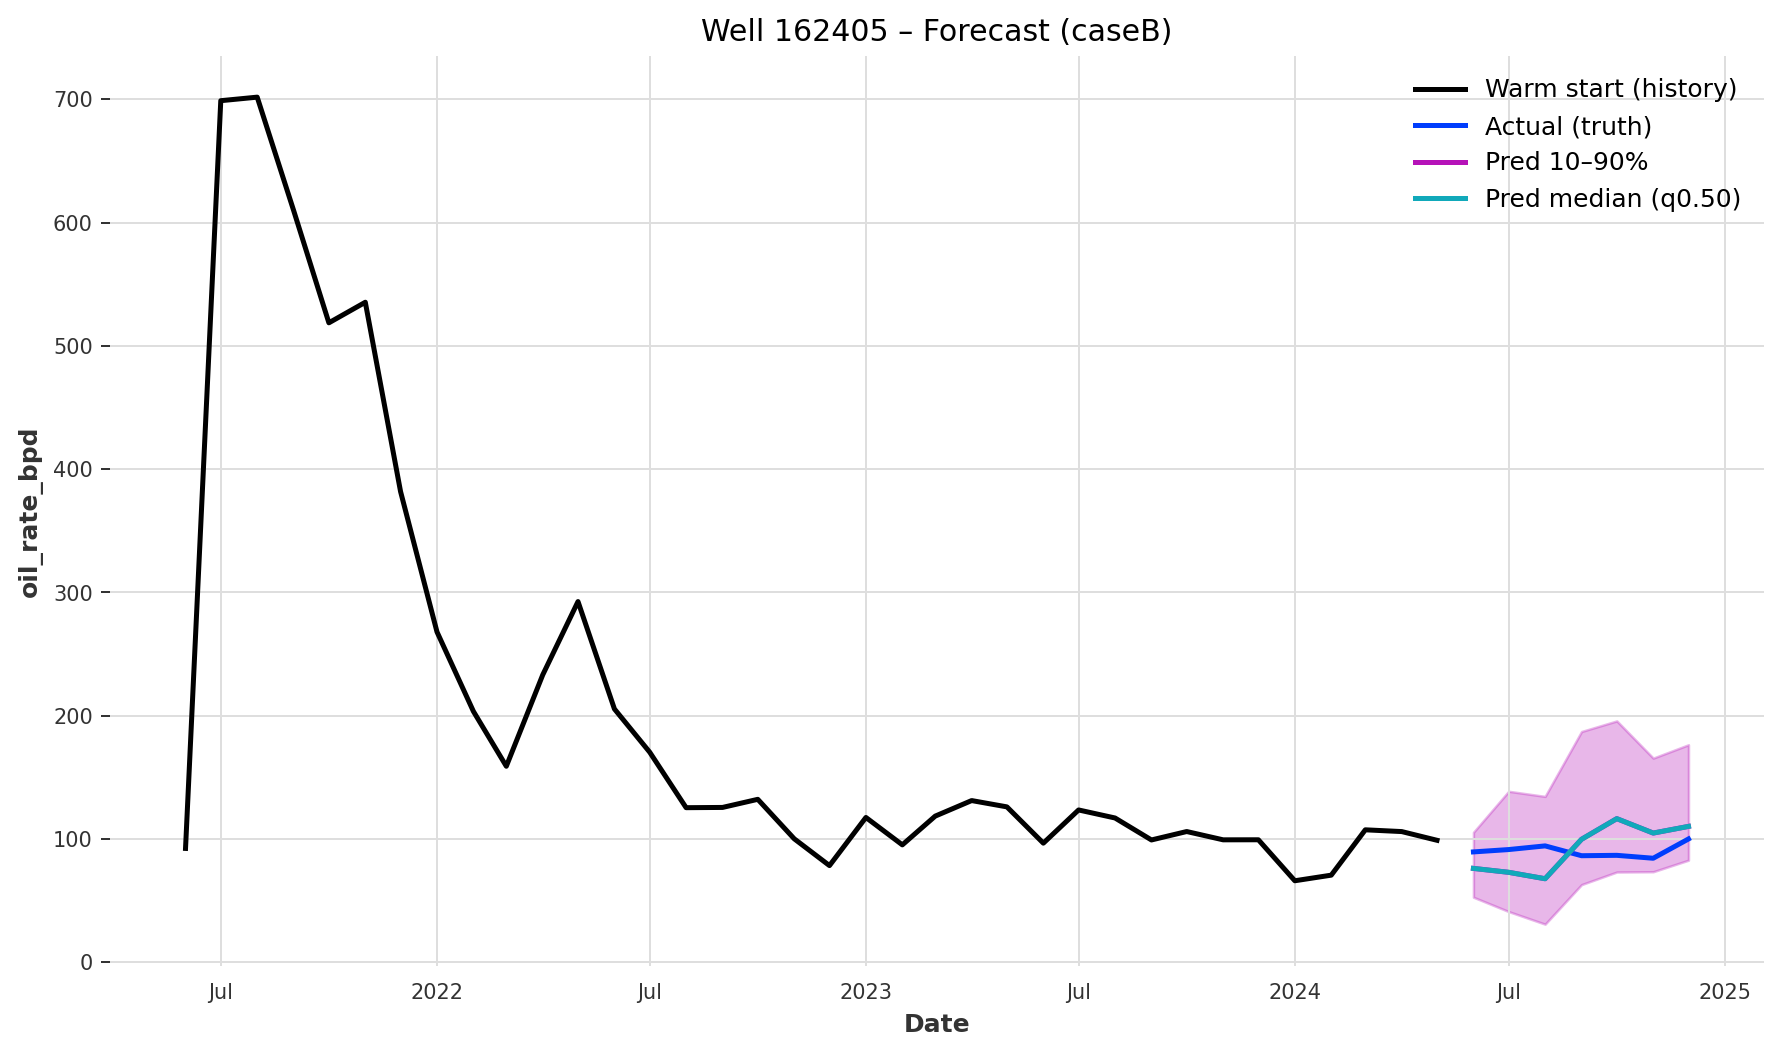 Well 162405 – Forecast (caseB)
Warm start (history)
Actual (truth)
Pred 10–90%
Pred median (q0.50)
oil_rate_bpd
700
600
500
400
300
200
100
0
Jul
2022
Jul
2023
Jul
2024
Jul
2025
Date